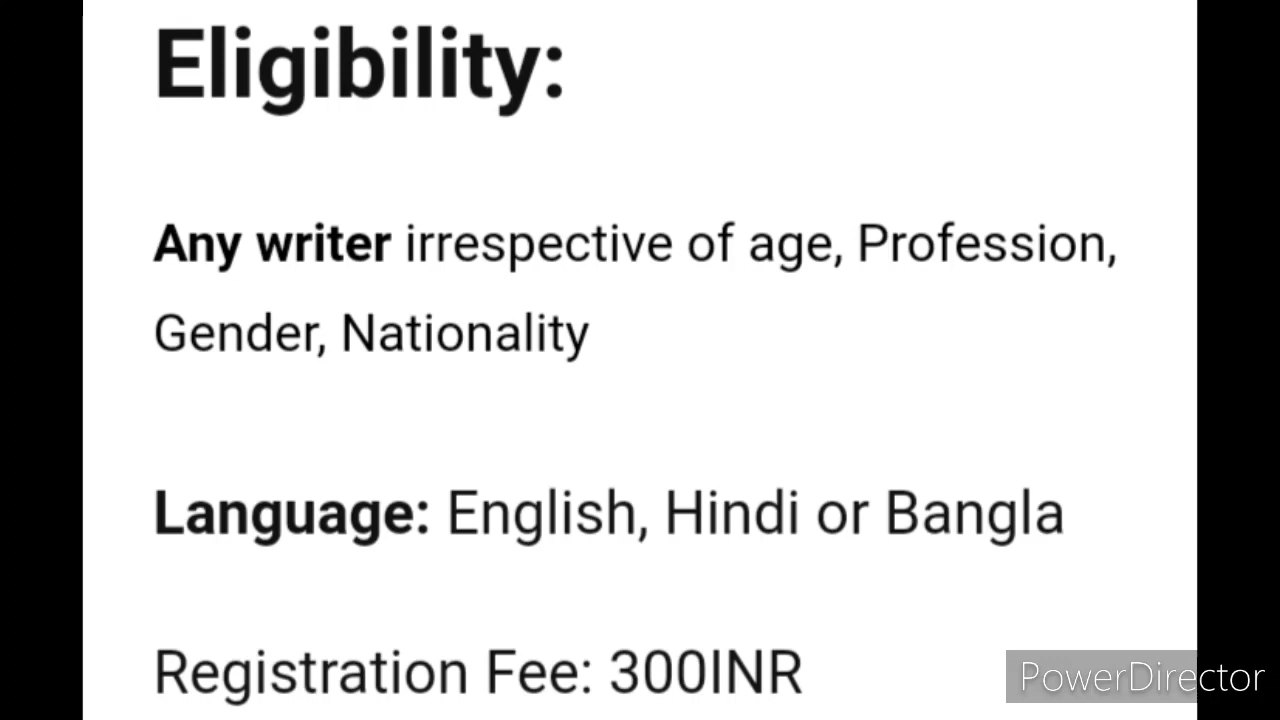 Eligibility:
Any writer irrespective of age, Profession,
Gender, Nationality
Language: English, Hindi or Bangla
Registration Fee: 300INR
PowerDirector